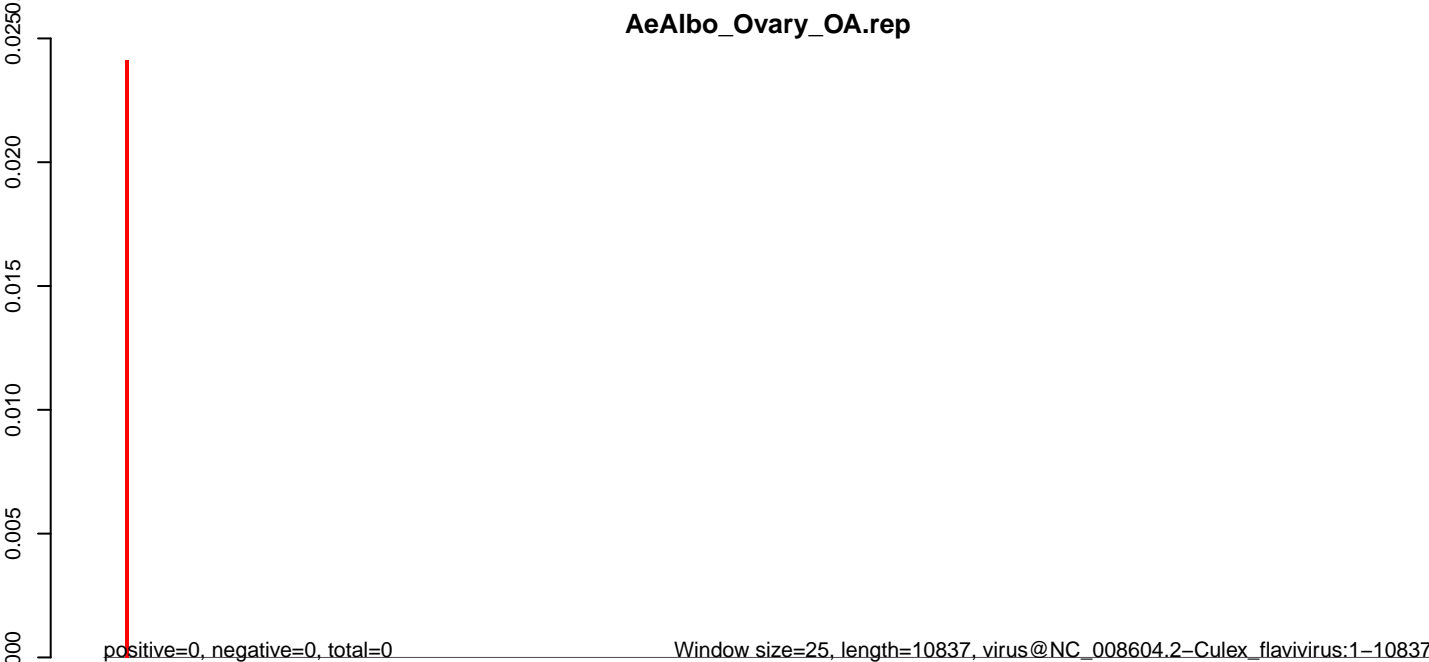 AeAlbo_Ovary_OA.rep
0.0250
0.020
0.015
0.010
0.005
000
positive=0, negative=0, total=0
Window size=25, length=10837, virus@NC_008604.2−Culex_flavivirus:1−10837